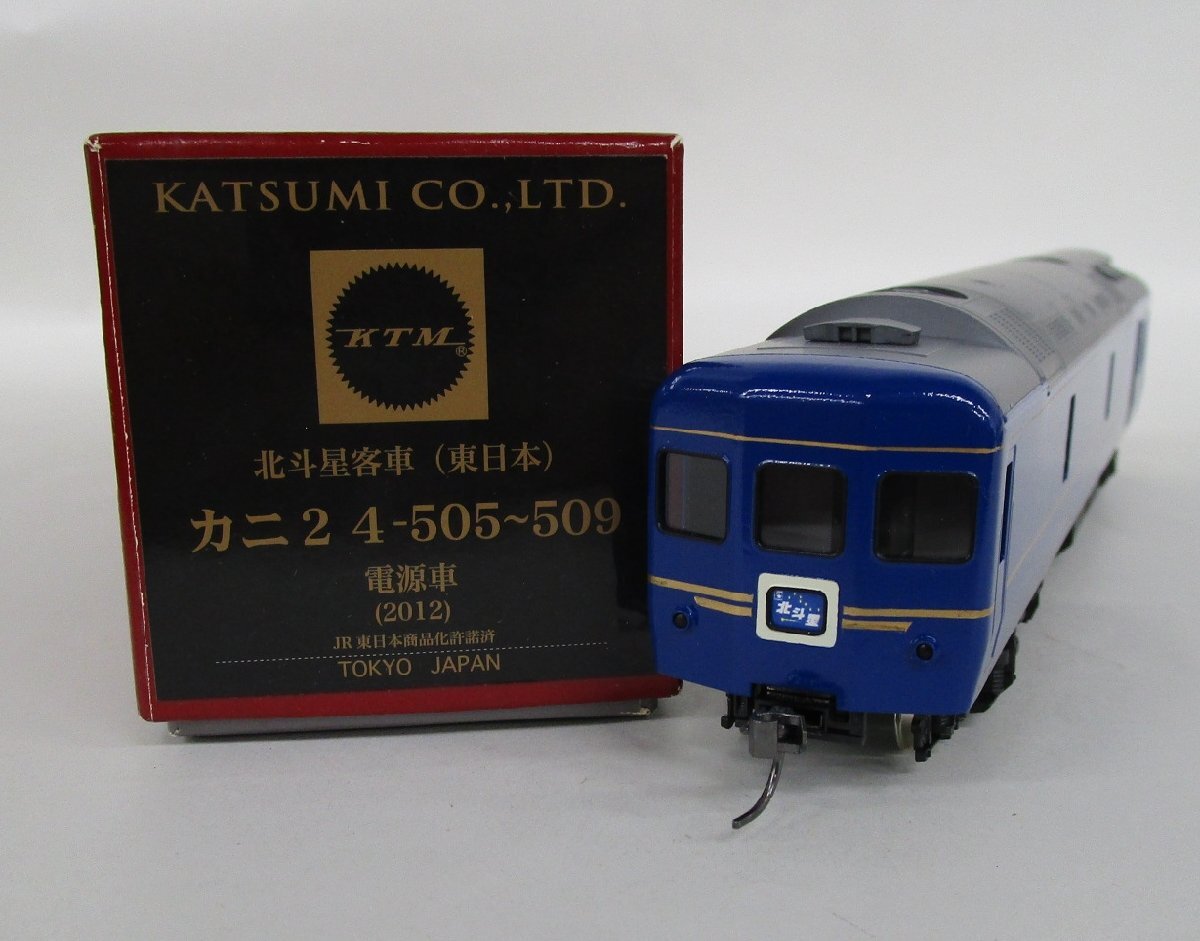 KATSUMI CO.,LTD.
KTM®
北斗星客車（東日本）
カニ２４-505~509
電源車
(2012)
JR東日本商品化許諾済
TOKYO JAPAN
北斗星